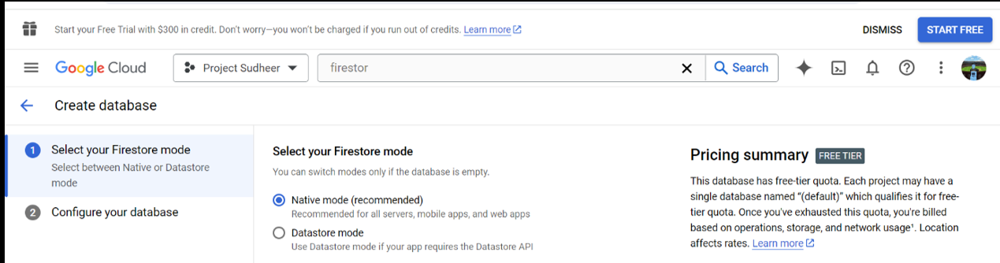 Start your Free Trial with $300 in credit. Don't worry—you won't be charged if you run out of credits. Learn more
DISMISS
START FREE
Google Cloud
Project Sudheer
firestor
Search
Create database
1 Select your Firestore mode
Select between Native or Datastore
mode
2 Configure your database
Select your Firestore mode
You can switch modes only if the database is empty.
Native mode (recommended)
Recommended for all servers, mobile apps, and web apps
Datastore mode
Use Datastore mode if your app requires the Datastore API
Pricing summary FREE TIER
This database has free-tier quota. Each project may have a
single database named “(default)” which qualifies it for free-
tier quota. Once you've exhausted this quota, you're billed
based on operations, storage, and network usage¹. Location
affects rates. Learn more